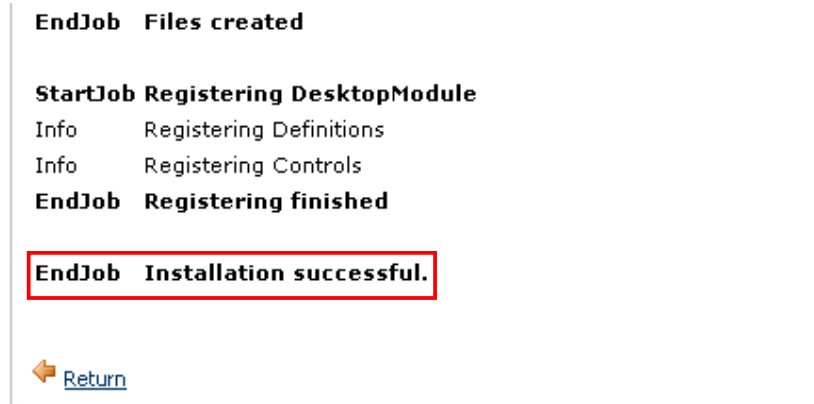 EndJob Files created
StartJob Registering DesktopModule
Info Registering Definitions
Info Registering Controls
EndJob Registering finished
EndJob Installation successful.
Return